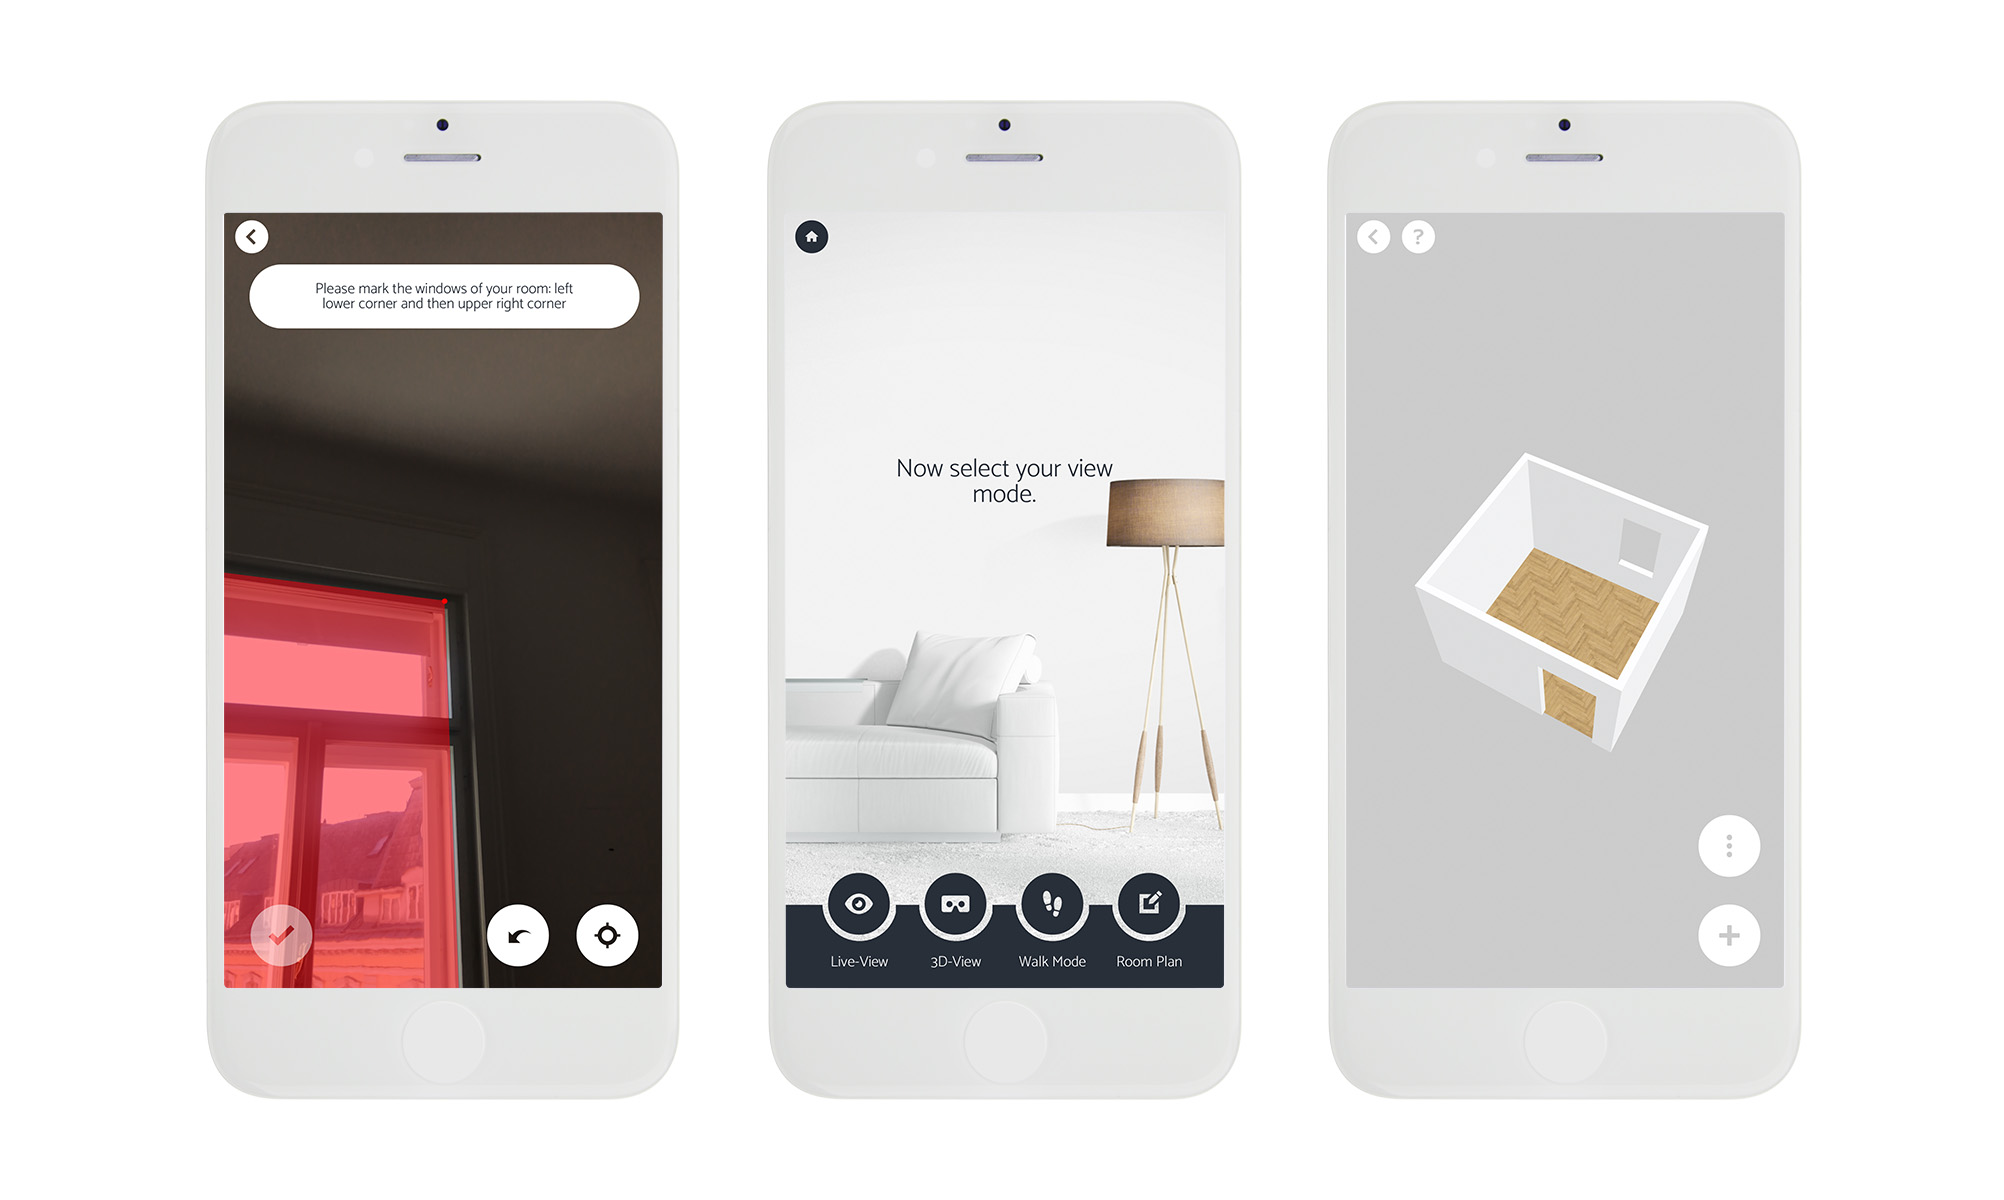 Please mark the windows of your room: left
lower corner and then upper right corner
Now select your view
mode.
Live-View
3D-View
Walk Mode
Room Plan
?